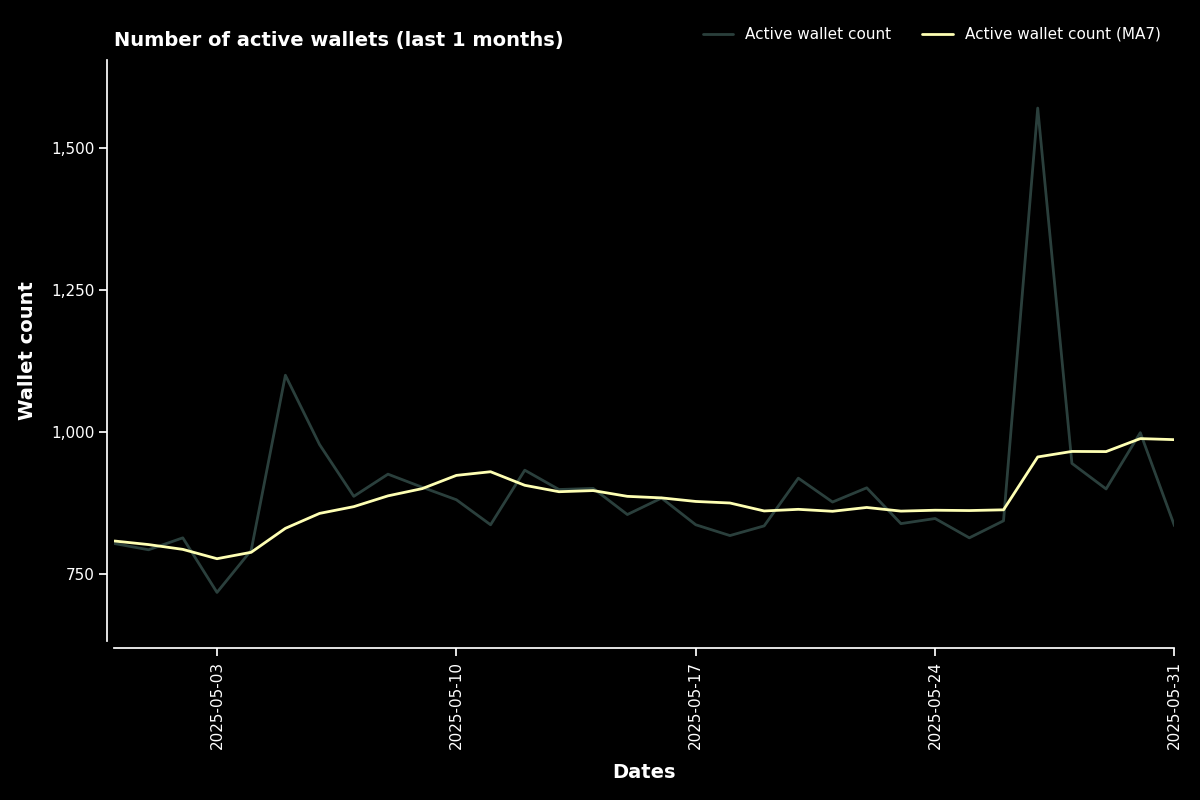 Number of active wallets (last 1 months)
Active wallet count
Active wallet count (MA7)
Wallet count
1,500
1,250
1,000
750
2025-05-03
2025-05-10
2025-05-17
2025-05-24
2025-05-31
Dates